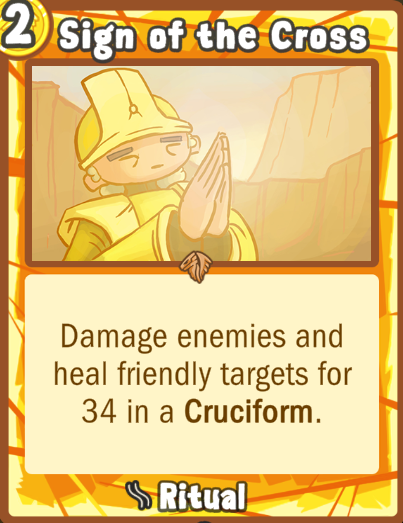 2
Sign of the Cross
Damage enemies and
heal friendly targets for
34 in a Cruciform.
Ritual